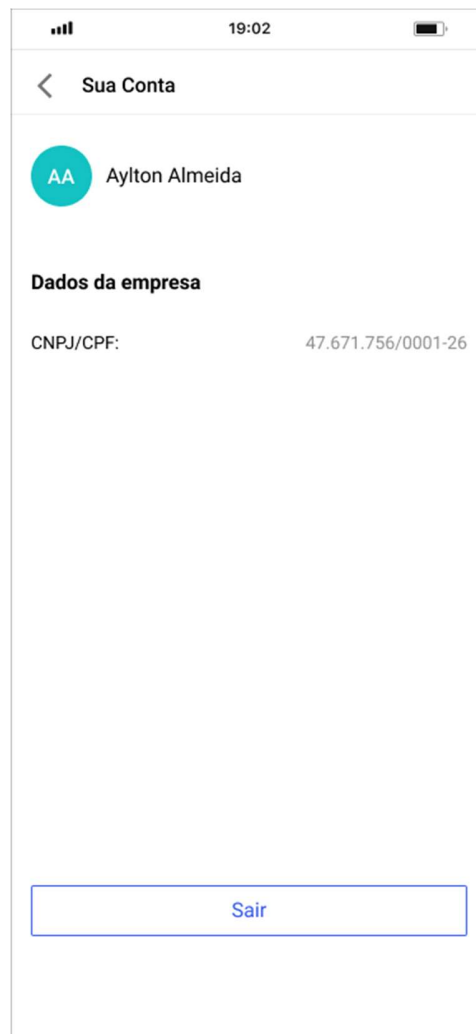 19:02
Sua Conta
AA Aylton Almeida
Dados da empresa
CNPJ/CPF: 47.671.756/0001-26
Sair